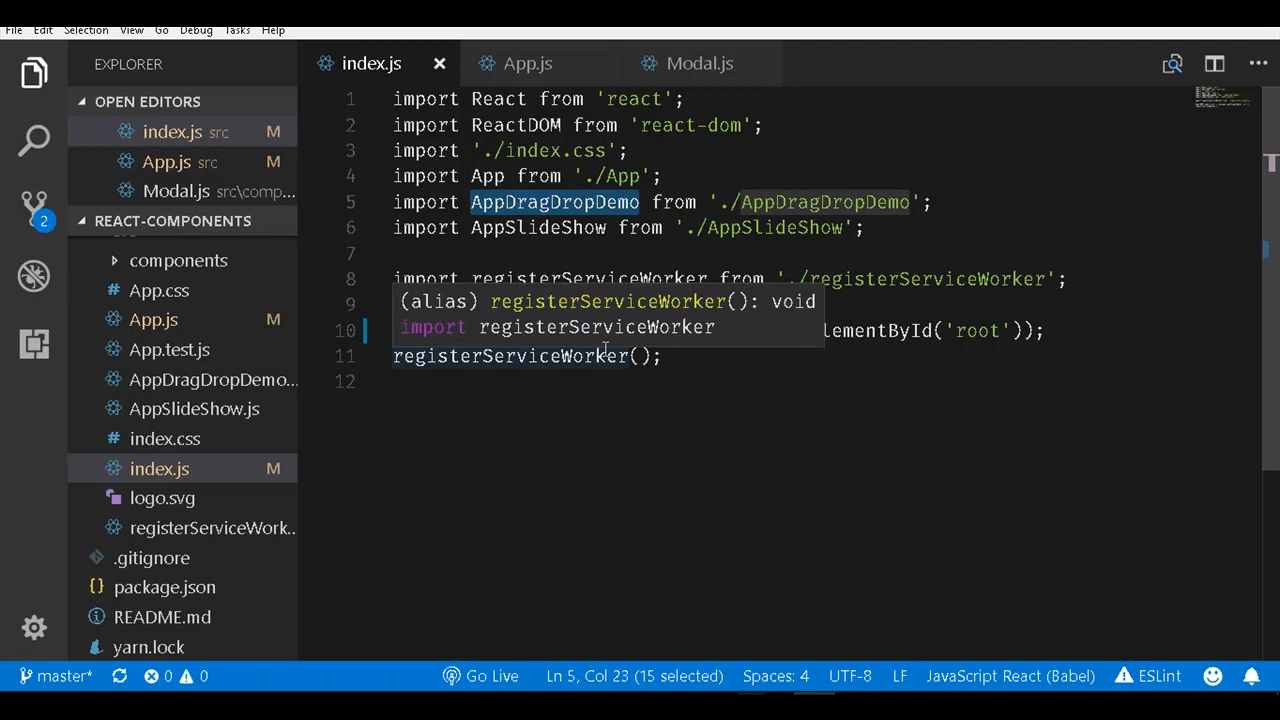 File Edit Selection View Go Debug Tasks Help
EXPLORER
OPEN EDITORS
index.js src M
App.js src M
Modal.js src\comp...
2
REACT-COMPONENTS
components
App.css
App.js M
App.test.js
AppDragDropDemo...
AppSlideShow.js
# index.css
index.js M
logo.svg
registerServiceWork..
.gitignore
{} package.json
README.md
yarn.lock
index.js × App.js Modal.js
1 import React from 'react';
2 import ReactDOM from 'react-dom';
3 import './index.css';
4 import App from './App';
5 import AppDragDropDemo from './AppDragDropDemo';
6 import AppSlideShow from './AppSlideShow';
7
8 import registerServiceWorker from './registerServiceWorker';
9
(alias) registerServiceWorker(): void
import registerServiceWorker
10 lementById('root'));
11 registerServiceWorker();
12
master* 0 0 Go Live Ln 5, Col 23 (15 selected) Spaces: 4 UTF-8 LF JavaScript React (Babel) ESLint